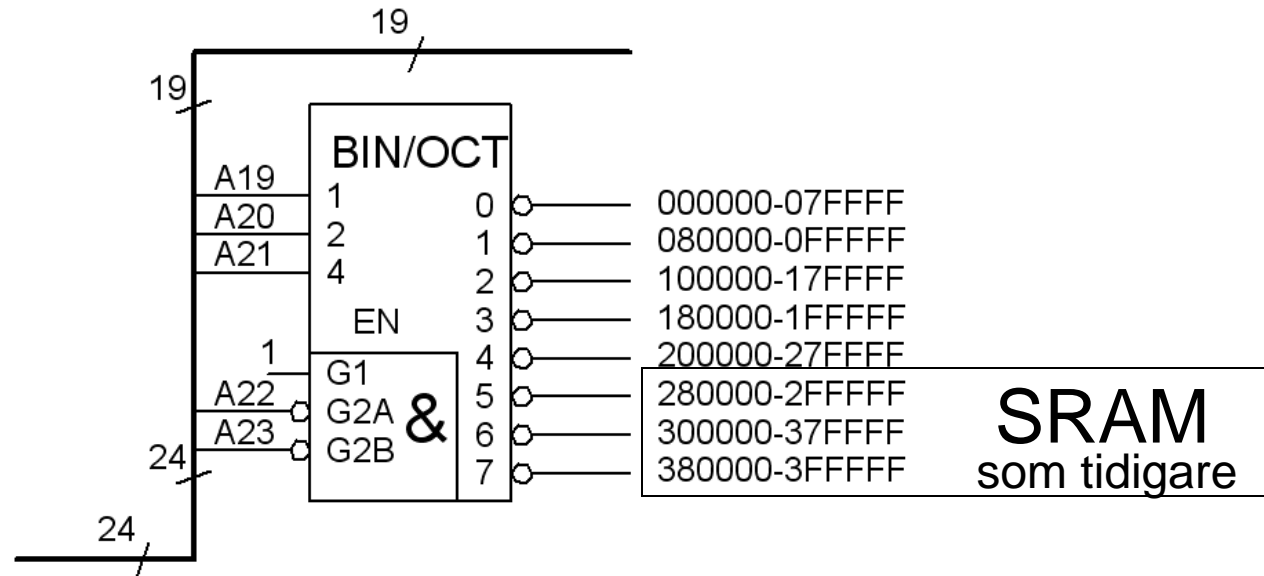 19
19
BIN/OCT
A19
1
0
000000-07FFFF
A20
2
1
080000-0FFFFF
A21
4
2
100000-17FFFF
EN
3
180000-1FFFFF
1
G1
4
200000-27FFFF
A22
G2A
&
5
280000-2FFFFF
SRAM
A23
G2B
6
300000-37FFFF
24
7
380000-3FFFFF
som tidigare
24